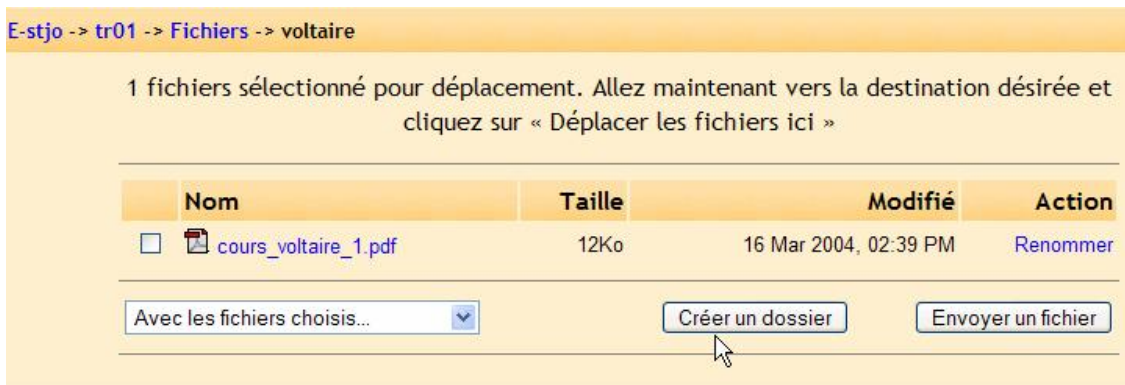 E-stjo -> tr01 -> Fichiers -> voltaire
1 fichiers sélectionné pour déplacement. Allez maintenant vers la destination désirée et
cliquez sur « Déplacer les fichiers ici »
Nom Taille Modifié Action
cours_voltaire_1.pdf 12Ko 16 Mar 2004, 02:39 PM Renommer
Avec les fichiers choisis... Créer un dossier Envoyer un fichier